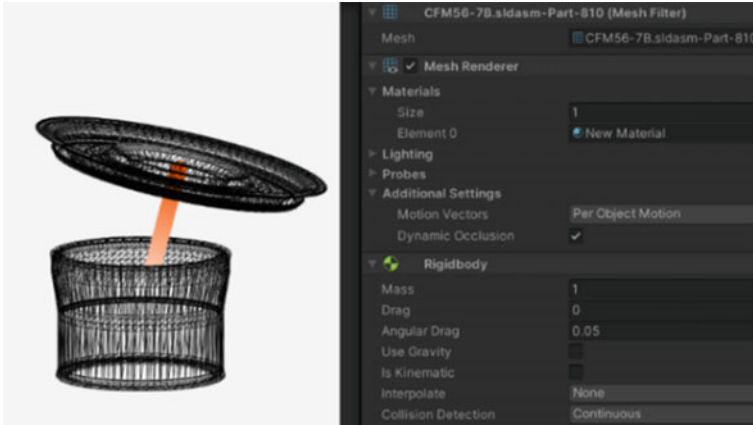 CFM56-7B.sldasm-Part-810 (Mesh Filter)
Mesh CFM56-7B.sldasm-Part-810
Mesh Renderer
Materials
Size 1
Element 0 New Material
Lighting
Probes
Additional Settings
Motion Vectors Per Object Motion
Dynamic Occlusion
Rigidbody
Mass 1
Drag 0
Angular Drag 0.05
Use Gravity
Is Kinematic
Interpolate None
Collision Detection Continuous